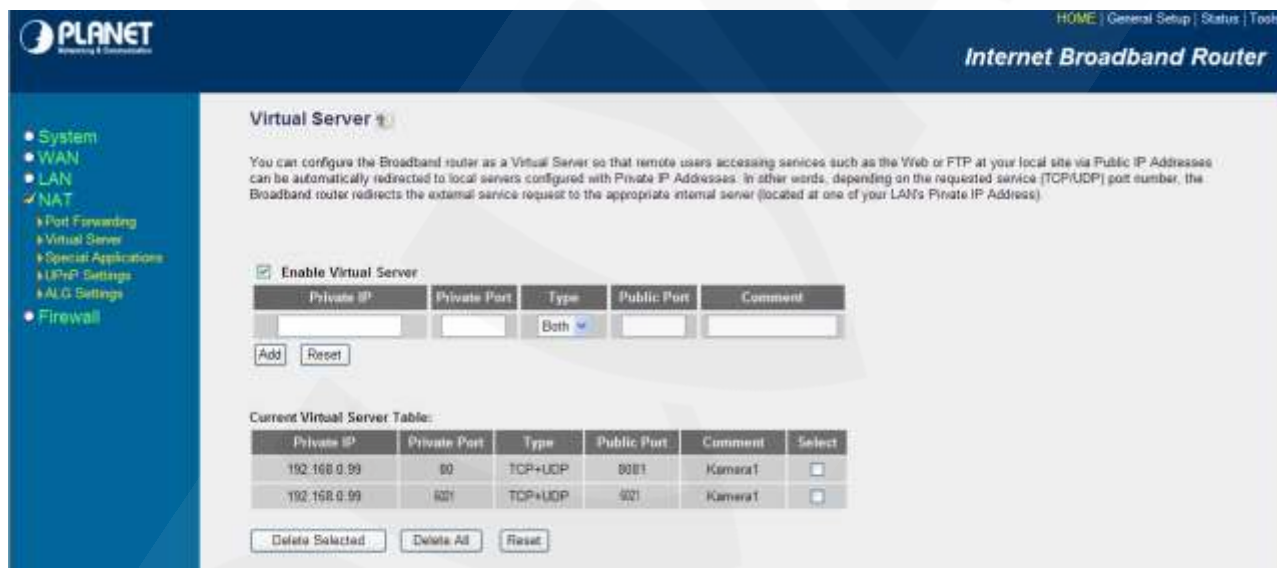 HOME | General Setup | Status | Tools
PLANET
Networking & Communication
Internet Broadband Router
System
WAN
LAN
NAT
Port Forwarding
Virtual Server
Special Applications
UPnP Settings
ALG Settings
Firewall
Virtual Server
You can configure the Broadband router as a Virtual Server so that remote users accessing services such as the Web or FTP at your local site via Public IP Addresses
can be automatically redirected to local servers configured with Private IP Addresses. In other words, depending on the requested service (TCP/UDP) port number, the
Broadband router redirects the external service request to the appropriate internal server (located at one of your LAN's Private IP Address).
Enable Virtual Server
Private IP Private Port Type Public Port Comment
Both
Add Reset
Current Virtual Server Table:
Private IP Private Port Type Public Port Comment Select
192.168.0.99 80 TCP+UDP Kamera1
192.168.0.99 6021 TCP+UDP 6021 Kamera1
Delete Selected Delete All Reset